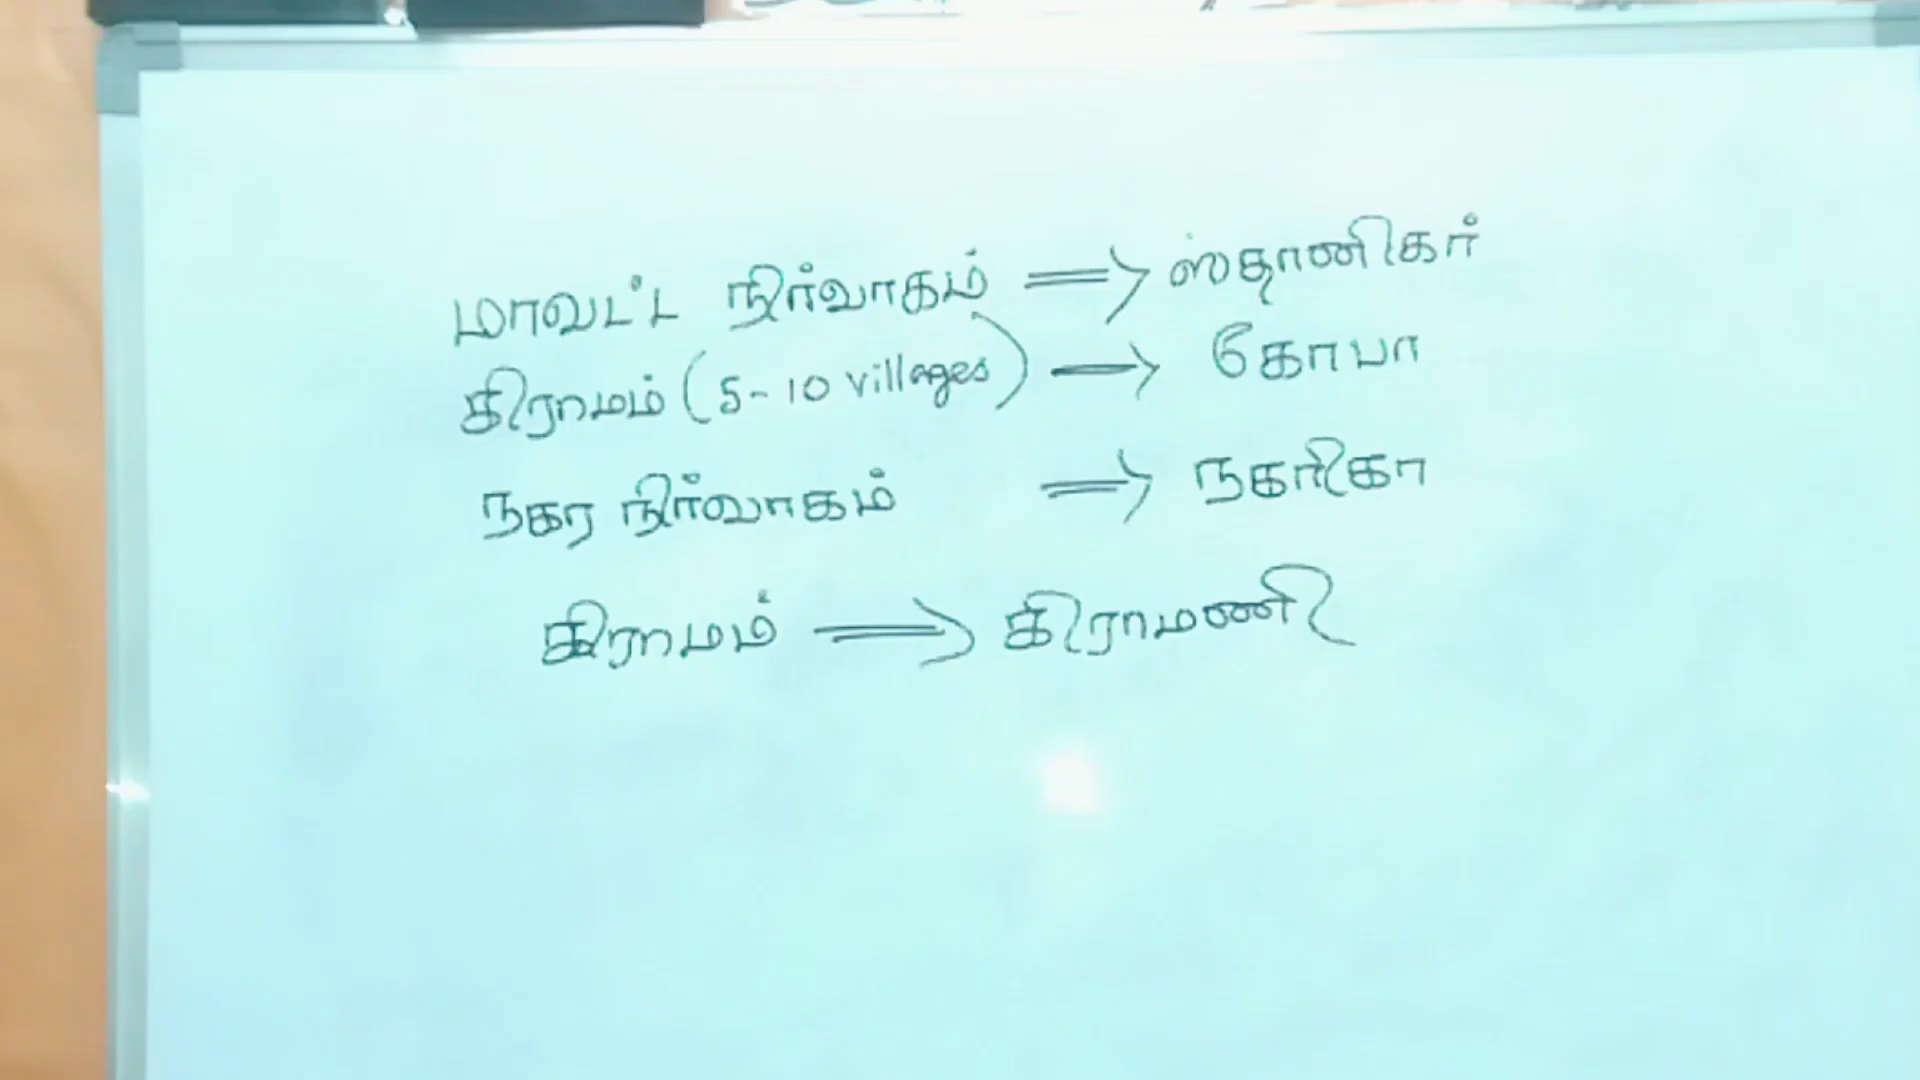 மாவட்ட நிர்வாகம் ⟹ ஸ்தானிகர்
கிராமம் (5-10 villages) → கோபா
நகர நிர்வாகம் ⟹ நகரிகா
கிராமம் ⟹ கிராமணி